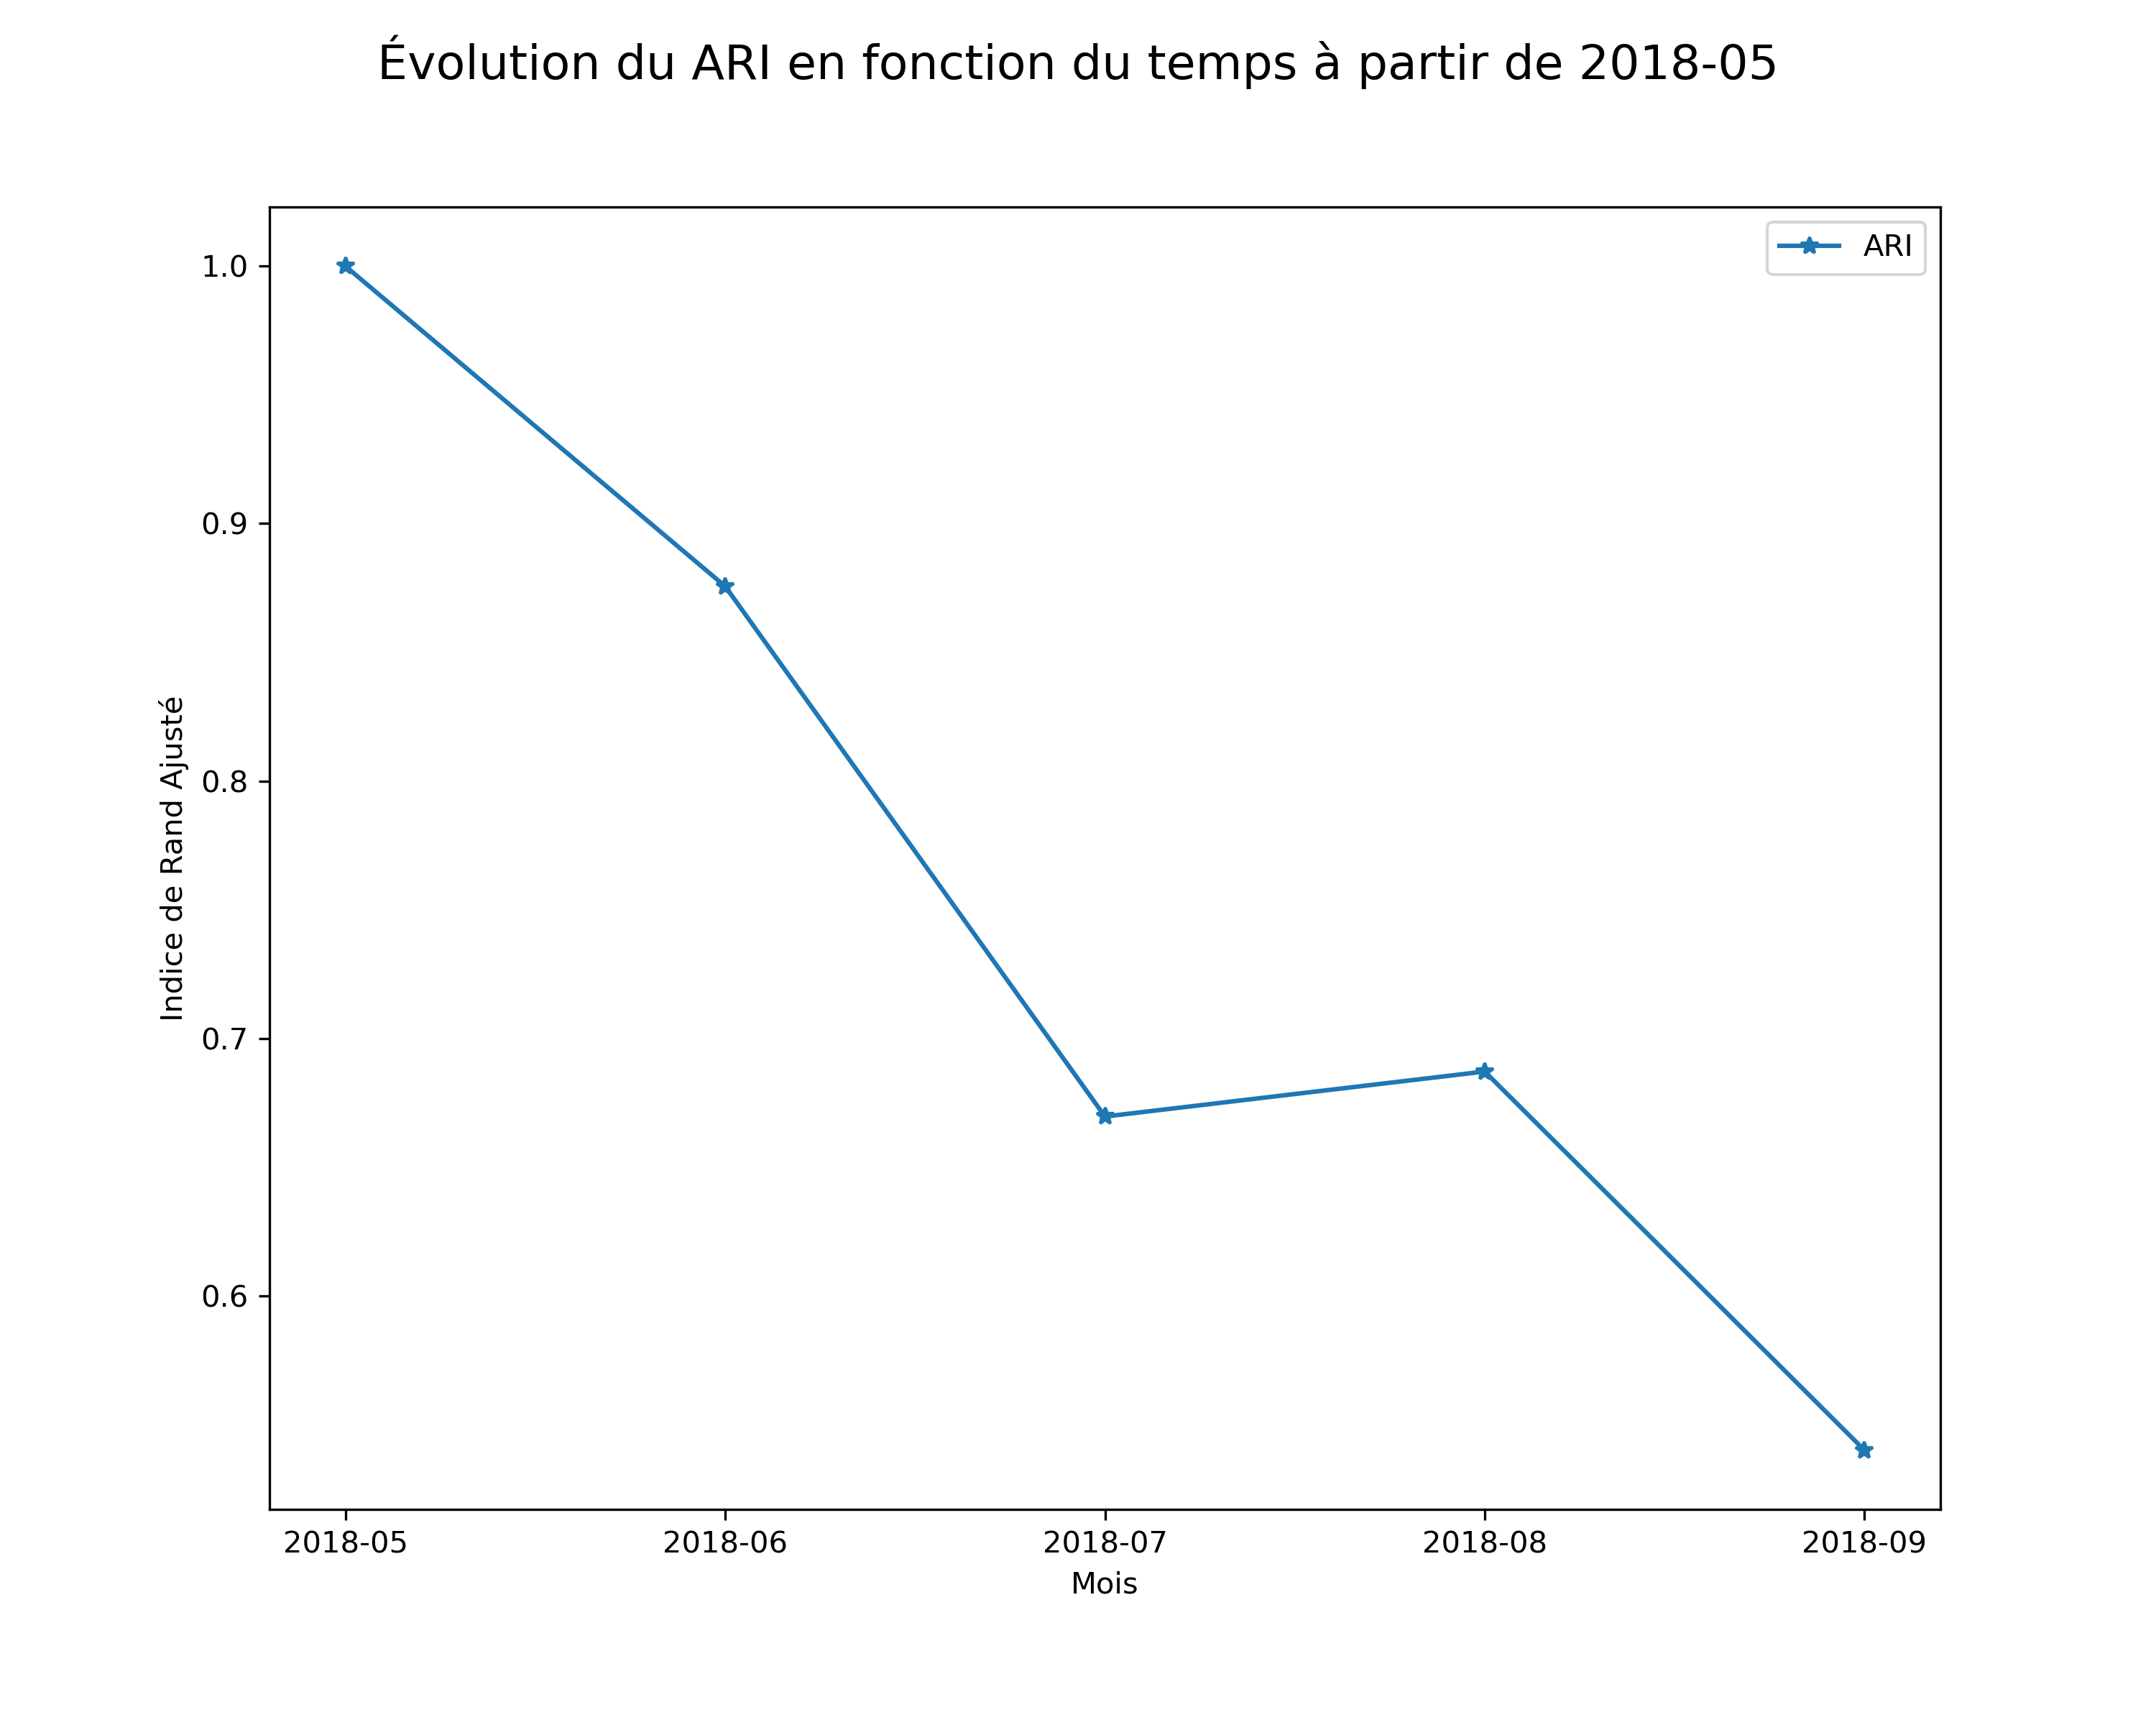 Évolution du ARI en fonction du temps à partir de 2018-05
ARI
1.0
0.9
0.8
0.7
0.6
Indice de Rand Ajusté
2018-05 2018-06 2018-07 2018-08 2018-09
Mois